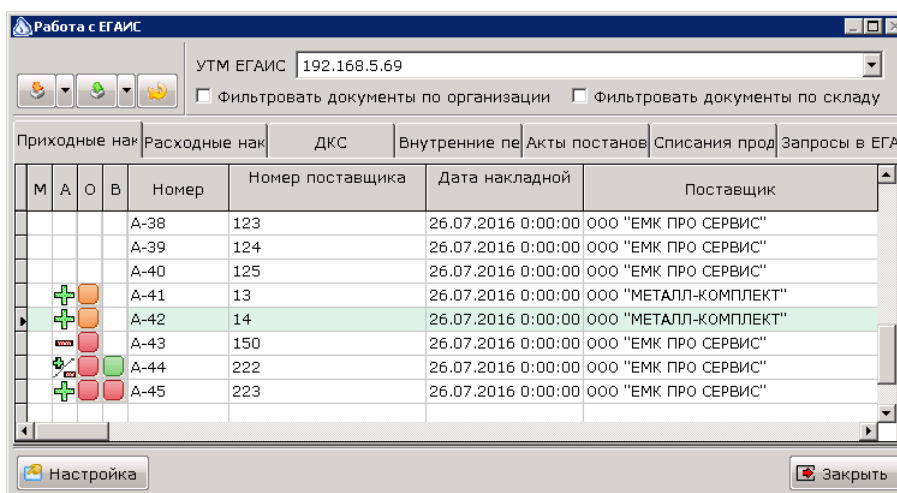 Работа с ЕГАИС
УТМ ЕГАИС 192.168.5.69
Фильтровать документы по организации Фильтровать документы по складу
Приходные нак Расходные нак ДКС Внутренние пе Акты постанов Списания прод Запросы в ЕГА
М А О В Номер Номер поставщика Дата накладной Поставщик
А-38 123 26.07.2016 0:00:00 ООО "ЕМК ПРО СЕРВИС"
А-39 124 26.07.2016 0:00:00 ООО "ЕМК ПРО СЕРВИС"
А-40 125 26.07.2016 0:00:00 ООО "ЕМК ПРО СЕРВИС"
А-41 13 26.07.2016 0:00:00 ООО "МЕТАЛЛ-КОМПЛЕКТ"
А-42 14 26.07.2016 0:00:00 ООО "МЕТАЛЛ-КОМПЛЕКТ"
А-43 150 26.07.2016 0:00:00 ООО "ЕМК ПРО СЕРВИС"
А-44 222 26.07.2016 0:00:00 ООО "ЕМК ПРО СЕРВИС"
А-45 223 26.07.2016 0:00:00 ООО "ЕМК ПРО СЕРВИС"
Настройка Закрыть